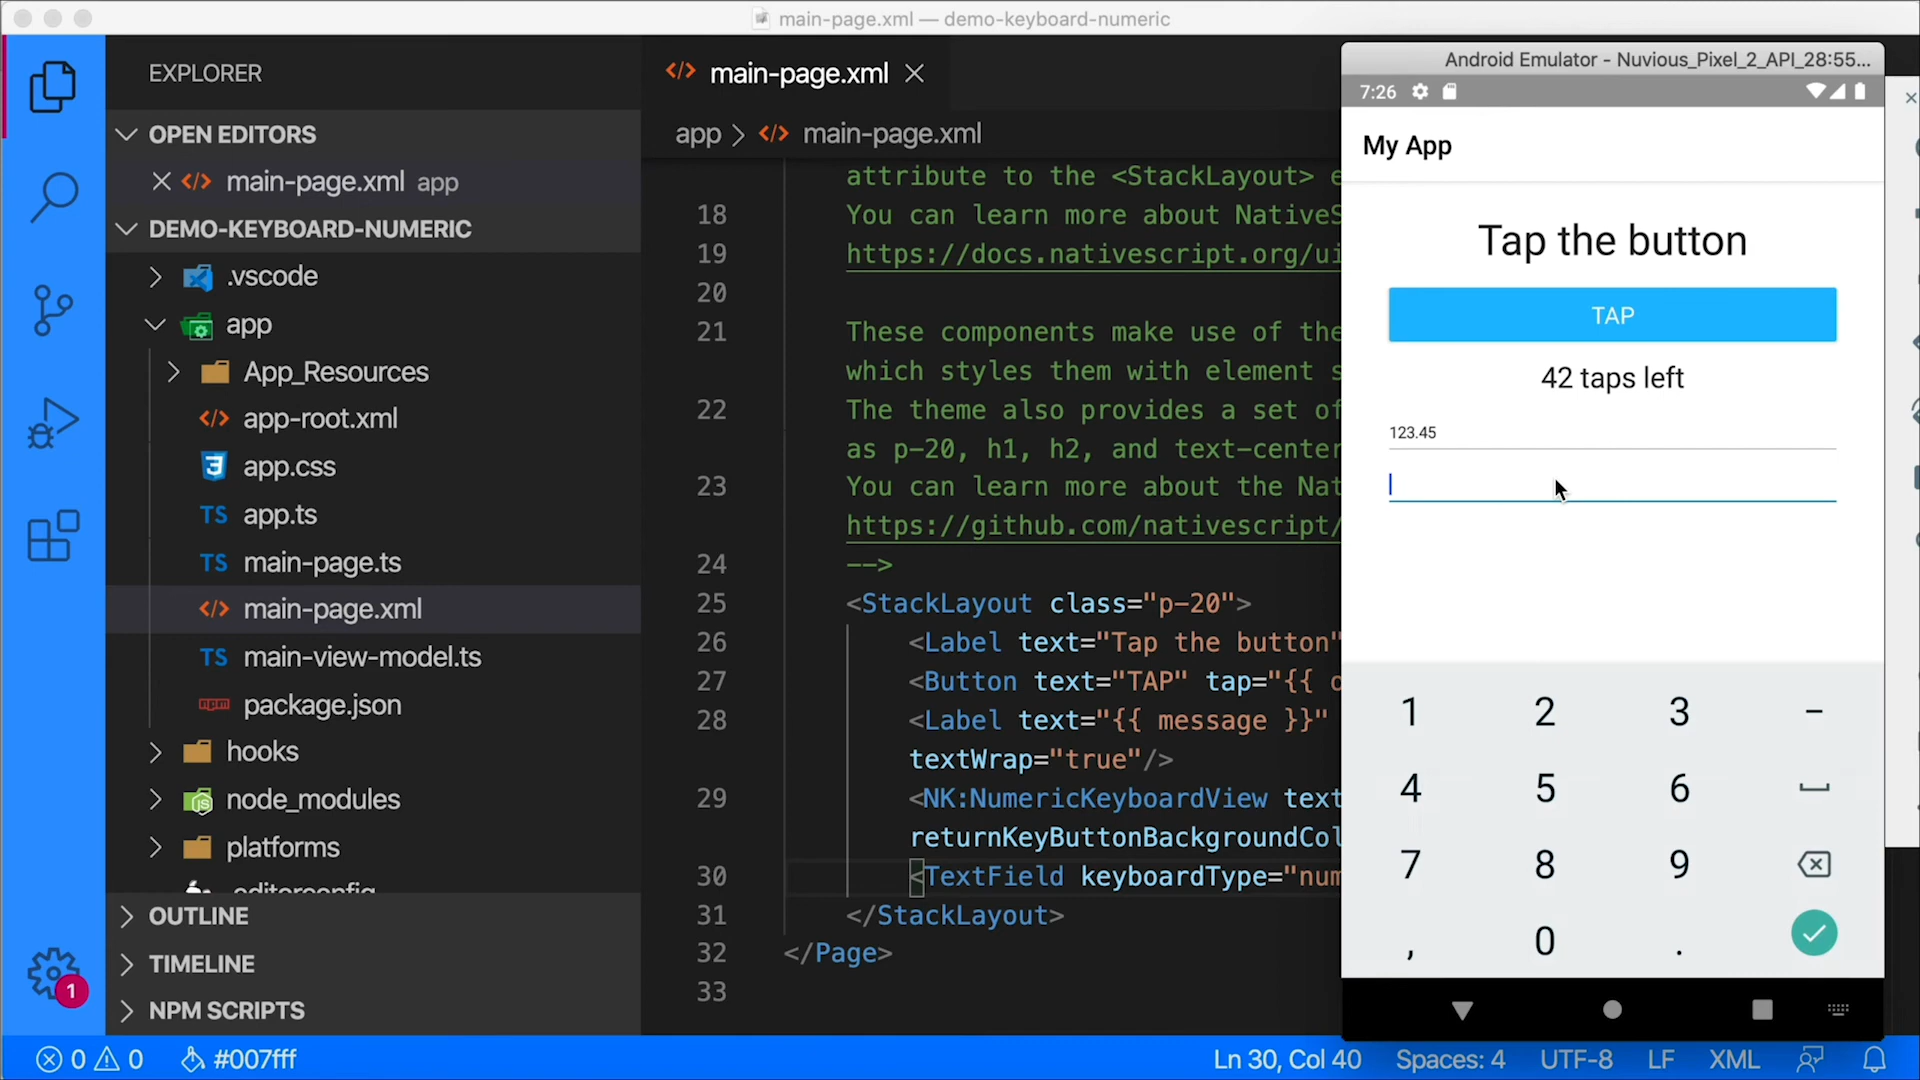 main-page.xml — demo-keyboard-numeric
EXPLORER
OPEN EDITORS
main-page.xml app
DEMO-KEYBOARD-NUMERIC
.vscode
app
App_Resources
app-root.xml
app.css
app.ts
main-page.ts
main-page.xml
main-view-model.ts
package.json
hooks
node_modules
platforms
.editorconfig
OUTLINE
TIMELINE
NPM SCRIPTS
main-page.xml
app > main-page.xml
attribute to the <StackLayout> e
18 You can learn more about NativeS
19 https://docs.nativescript.org/ui
20
21 These components make use of the
which styles them with element s
22 The theme also provides a set of
as p-20, h1, h2, and text-center
23 You can learn more about the Nat
https://github.com/nativescript/
24 -->
25 <StackLayout class="p-20">
26 <Label text="Tap the button"
27 <Button text="TAP" tap="{{ o
28 <Label text="{{ message }}"
textWrap="true"/>
29 <NK:NumericKeyboardView text
returnKeyButtonBackgroundCol
30 <TextField keyboardType="num
31 </StackLayout>
32 </Page>
33
Android Emulator - Nuvious_Pixel_2_API_28:55...
7:26
My App
Tap the button
TAP
42 taps left
123.45
1 2 3 -
4 5 6
7 8 9
, 0 .
1
0 0 #007fff
Ln 30, Col 40 Spaces: 4 UTF-8 LF XML